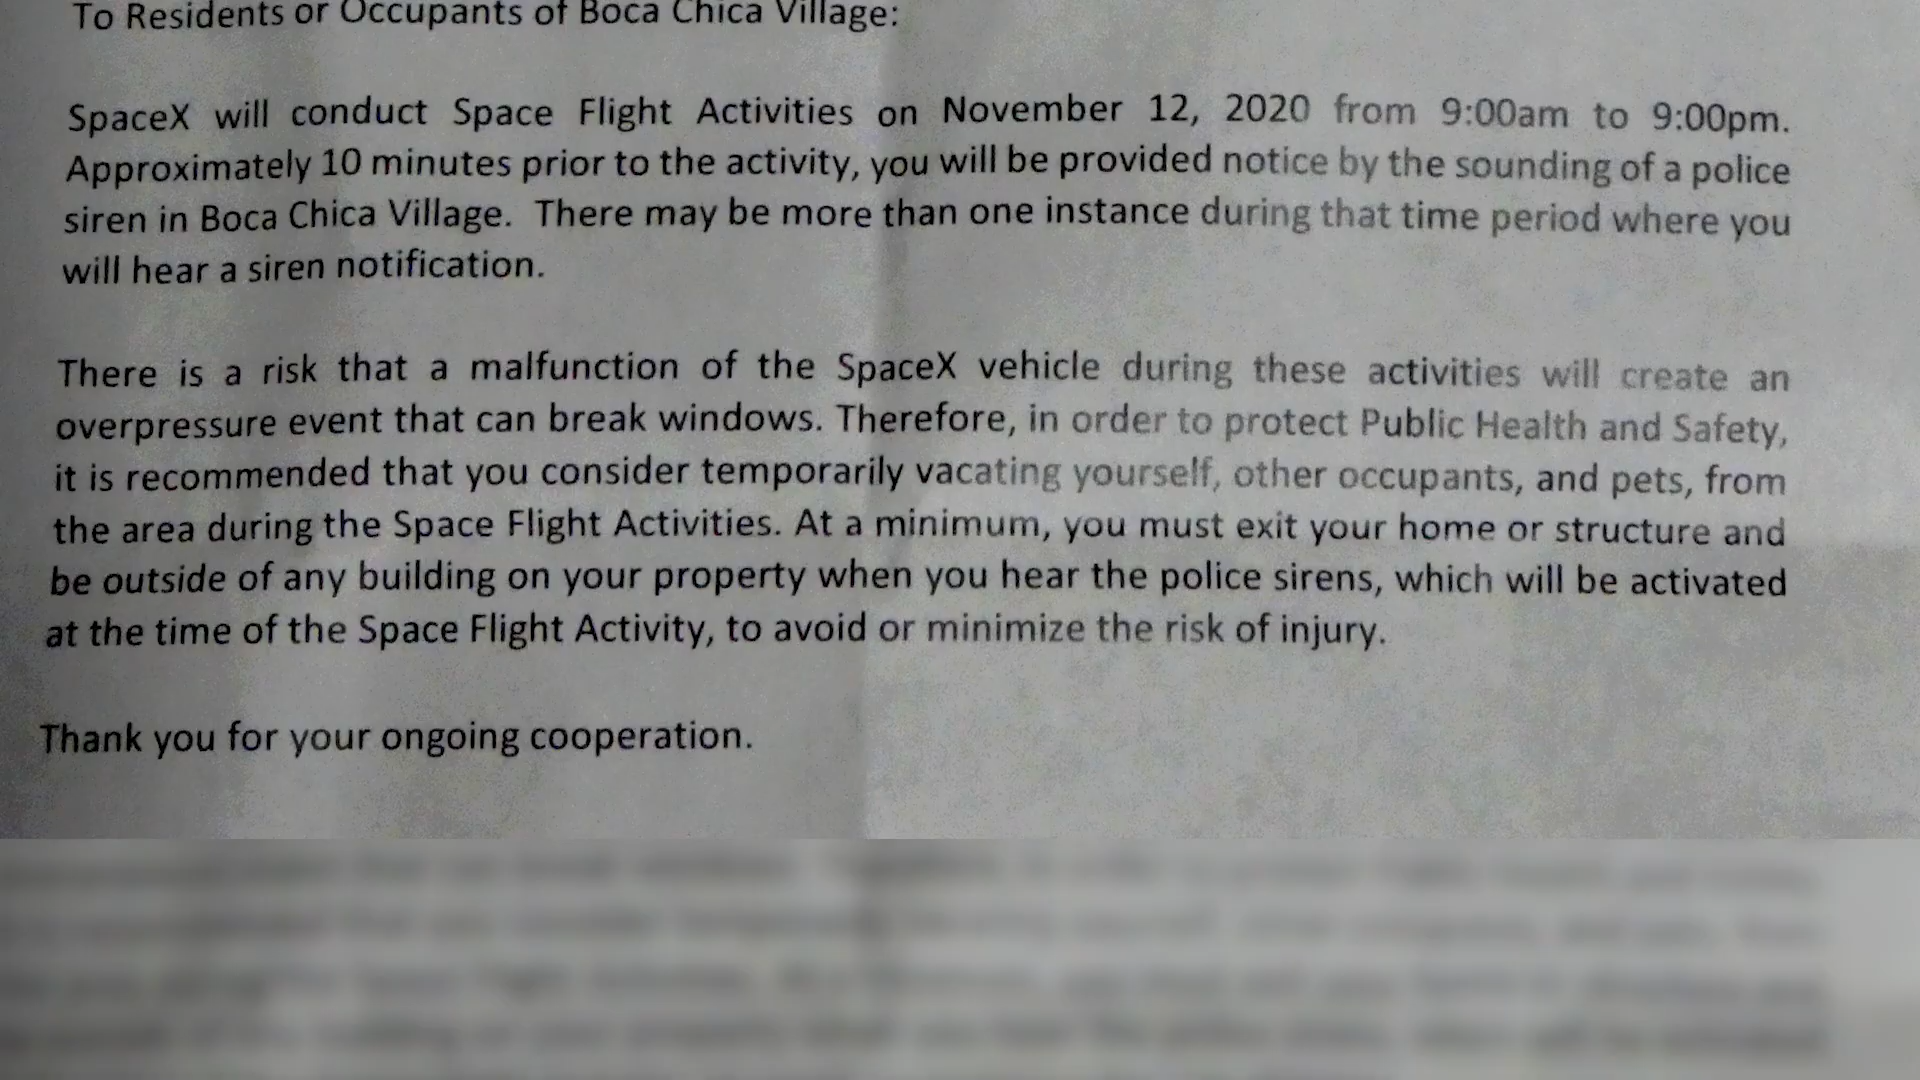 To Residents or Occupants of Boca Chica Village:
SpaceX will conduct Space Flight Activities on November 12, 2020 from 9:00am to 9:00pm.
Approximately 10 minutes prior to the activity, you will be provided notice by the sounding of a police
siren in Boca Chica Village. There may be more than one instance during that time period where you
will hear a siren notification.
There is a risk that a malfunction of the SpaceX vehicle during these activities will create an
overpressure event that can break windows. Therefore, in order to protect Public Health and Safety,
it is recommended that you consider temporarily vacating yourself, other occupants, and pets, from
the area during the Space Flight Activities. At a minimum, you must exit your home or structure and
be outside of any building on your property when you hear the police sirens, which will be activated
at the time of the Space Flight Activity, to avoid or minimize the risk of injury.
Thank you for your ongoing cooperation.